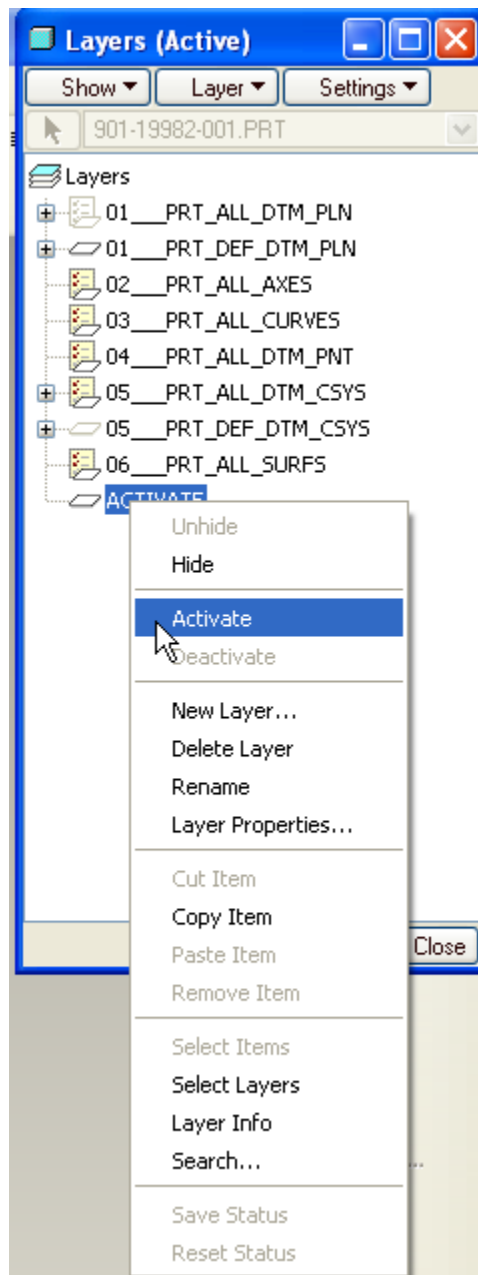 Layers (Active)
Show Layer Settings
901-19982-001.PRT
Layers
01___PRT_ALL_DTM_PLN
01___PRT_DEF_DTM_PLN
02___PRT_ALL_AXES
03___PRT_ALL_CURVES
04___PRT_ALL_DTM_PNT
05___PRT_ALL_DTM_CSYS
05___PRT_DEF_DTM_CSYS
06___PRT_ALL_SURFS
ACTIVATE
Unhide
Hide
Activate
Deactivate
New Layer...
Delete Layer
Rename
Layer Properties...
Cut Item
Copy Item
Close
Paste Item
Remove Item
Select Items
Select Layers
Layer Info
Search...
...
Save Status
Reset Status